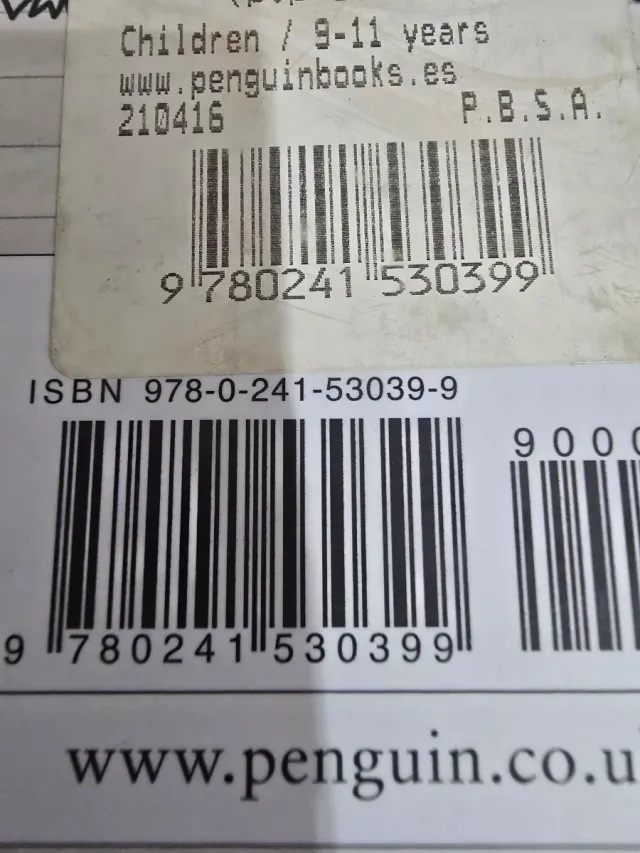 Children / 9-11 years
www.penguinbooks.es
210416 P.B.S.A.
9 780241 530399
ISBN 978-0-241-53039-9
9000
9 780241 530399
www.penguin.co.u